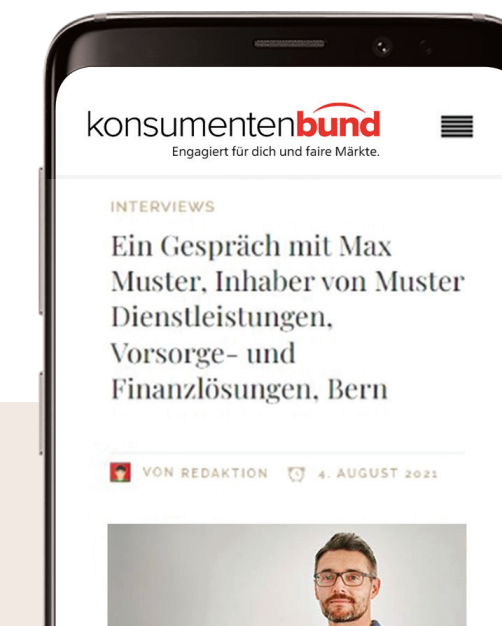 konsumentenbund
Engagiert für dich und faire Märkte.
INTERVIEWS
Ein Gespräch mit Max
Muster, Inhaber von Muster
Dienstleistungen,
Vorsorge- und
Finanzlösungen, Bern
VON REDAKTION 4. AUGUST 2021